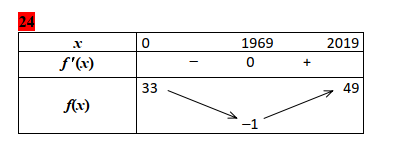 24
x 0 1969 2019
f'(x) – 0 +
33 49
f(x)
–1